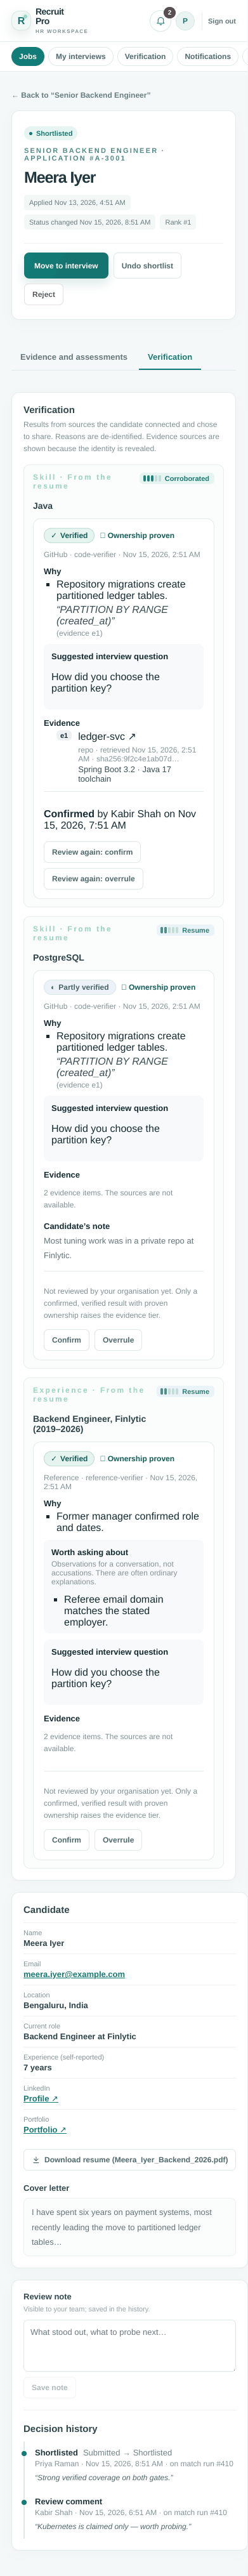 R
Recruit
Pro
HR WORKSPACE
2
P
Sign out
Jobs
My interviews
Verification
Notifications
← Back to “Senior Backend Engineer”
Shortlisted
SENIOR BACKEND ENGINEER ·
APPLICATION #A-3001
Meera Iyer
Applied Nov 13, 2026, 4:51 AM
Status changed Nov 15, 2026, 8:51 AM
Rank #1
Move to interview
Undo shortlist
Reject
Evidence and assessments
Verification
Verification
Results from sources the candidate connected and chose
to share. Reasons are de-identified. Evidence sources are
shown because the identity is revealed.
Skill · From the
resume
Corroborated
Java
✓ Verified
Ownership proven
GitHub · code-verifier · Nov 15, 2026, 2:51 AM
Why
Repository migrations create
partitioned ledger tables.
“PARTITION BY RANGE
(created_at)”
(evidence e1)
Suggested interview question
How did you choose the
partition key?
Evidence
e1
ledger-svc ↗
repo · retrieved Nov 15, 2026, 2:51
AM · sha256:9f2c4e1ab07d…
Spring Boot 3.2 · Java 17
toolchain
Confirmed by Kabir Shah on Nov
15, 2026, 7:51 AM
Review again: confirm
Review again: overrule
Skill · From the
resume
Resume
PostgreSQL
Partly verified
Ownership proven
GitHub · code-verifier · Nov 15, 2026, 2:51 AM
Why
Repository migrations create
partitioned ledger tables.
“PARTITION BY RANGE
(created_at)”
(evidence e1)
Suggested interview question
How did you choose the
partition key?
Evidence
2 evidence items. The sources are not
available.
Candidate’s note
Most tuning work was in a private repo at
Finlytic.
Not reviewed by your organisation yet. Only a
confirmed, verified result with proven
ownership raises the evidence tier.
Confirm
Overrule
Experience · From the
resume
Resume
Backend Engineer, Finlytic
(2019–2026)
✓ Verified
Ownership proven
Reference · reference-verifier · Nov 15, 2026,
2:51 AM
Why
Former manager confirmed role
and dates.
Worth asking about
Observations for a conversation, not
accusations. There are often ordinary
explanations.
Referee email domain
matches the stated
employer.
Suggested interview question
How did you choose the
partition key?
Evidence
2 evidence items. The sources are not
available.
Not reviewed by your organisation yet. Only a
confirmed, verified result with proven
ownership raises the evidence tier.
Confirm
Overrule
Candidate
Name
Meera Iyer
Email
meera.iyer@example.com
Location
Bengaluru, India
Current role
Backend Engineer at Finlytic
Experience (self-reported)
7 years
LinkedIn
Profile ↗
Portfolio
Portfolio ↗
Download resume (Meera_Iyer_Backend_2026.pdf)
Cover letter
I have spent six years on payment systems, most
recently leading the move to partitioned ledger
tables…
Review note
Visible to your team; saved in the history.
What stood out, what to probe next…
Save note
Decision history
Shortlisted Submitted → Shortlisted
Priya Raman · Nov 15, 2026, 8:51 AM · on match run #410
“Strong verified coverage on both gates.”
Review comment
Kabir Shah · Nov 15, 2026, 6:51 AM · on match run #410
“Kubernetes is claimed only — worth probing.”